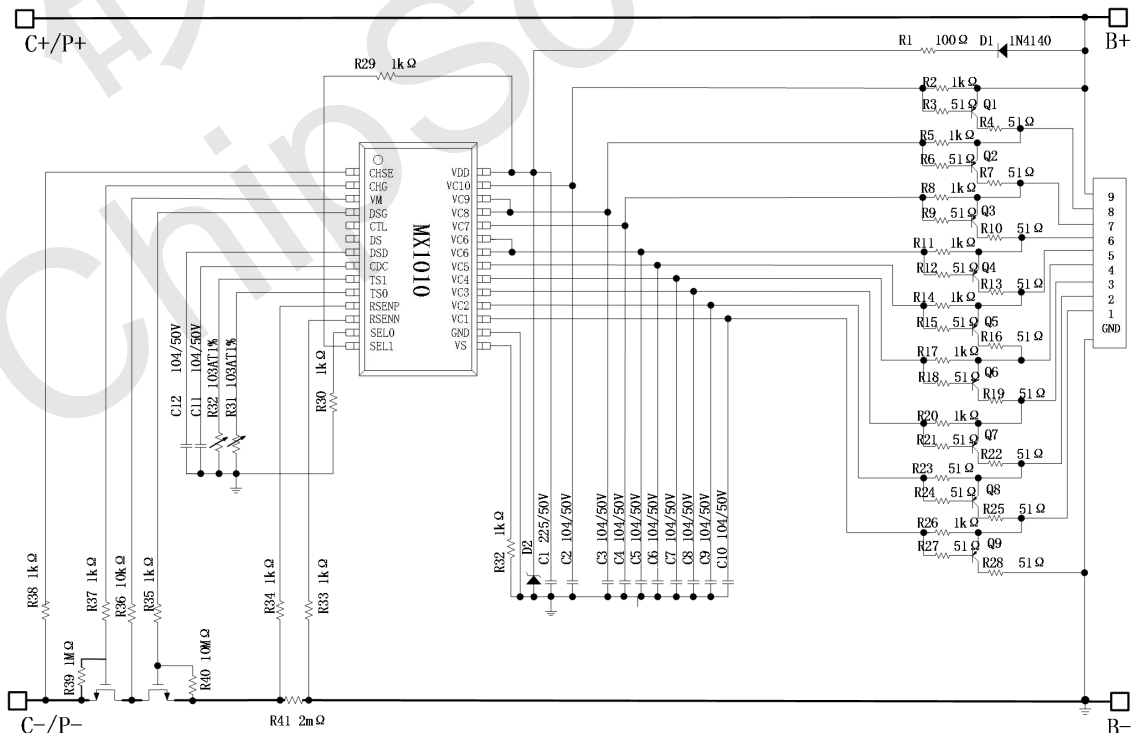 C+/P+
B+
R1 100Ω D1 1N4140
R29 1kΩ
R2 1kΩ
R3 51Ω Q1
R4 51Ω
R5 1kΩ
R6 51Ω Q2
R7 51Ω
R8 1kΩ
R9 51Ω Q3
R10 51Ω
R11 1kΩ
R12 51Ω Q4
R13 51Ω
R14 1kΩ
R15 51Ω Q5
R16 51Ω
R17 1kΩ
R18 51Ω Q6
R19 51Ω
R20 1kΩ
R21 51Ω Q7
R22 51Ω
R23 51Ω
R24 51Ω Q8
R25 51Ω
R26 1kΩ
R27 51Ω Q9
R28 51Ω
9
8
7
6
5
4
3
2
1
GND
MX1010
CHSE VDD
CHG VC10
VM VC9
DSG VC8
CTL VC7
DS VC6
DSD VC6
CDC VC5
TS1 VC4
TS0 VC3
RSENP VC2
RSENN VC1
SEL0 GND
SEL1 VS
C12 104/50V
C11 104/50V
R32 103AT1%
R31 103AT1%
R30 1kΩ
R32 1kΩ
D2
C1 225/50V
C2 104/50V
C3 104/50V
C4 104/50V
C5 104/50V
C6 104/50V
C7 104/50V
C8 104/50V
C9 104/50V
C10 104/50V
R38 1kΩ
R37 1kΩ
R36 10kΩ
R35 1kΩ
R34 1kΩ
R33 1kΩ
R39 1MΩ
R40 10MΩ
R41 2mΩ
C-/P-
B-
ChipSo